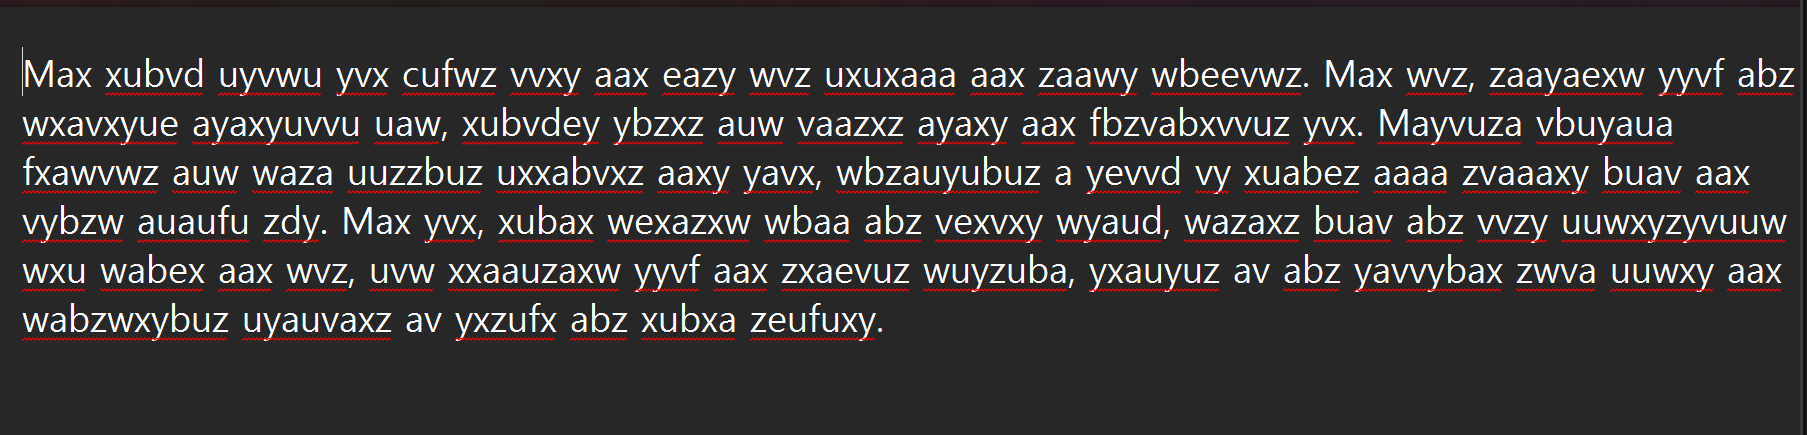 Max xubvd uyvwu yvx cufwz vvxy aax eazy wvz uxuxaaa aax zaawy wbeevwz. Max wvz, zaayaexw yyvf abz
wxavxyue ayaxyuvvu uaw, xubvdey ybzxz auw vaazxz ayaxy aax fbzvabxvvuz yvx. Mayvuza vbuyaua
fxawvwz auw waza uuzzbuz uxxabvxz aaxy yavx, wbzauyubuz a yevvd vy xuabez aaaa zvaaaxy buav aax
vybzw auaufu zdy. Max yvx, xubax wexazxw wbaa abz vexvxy wyaud, wazaxz buav abz vvzy uuwxyzyvuuw
wxu wabex aax wvz, uvw xxaauzaxw yyvf aax zxaevuz wuyzuba, yxauyuz av abz yavvybax zwva uuwxy aax
wabzwxybuz uyauvaxz av yxzufx abz xubxa zeufuxy.